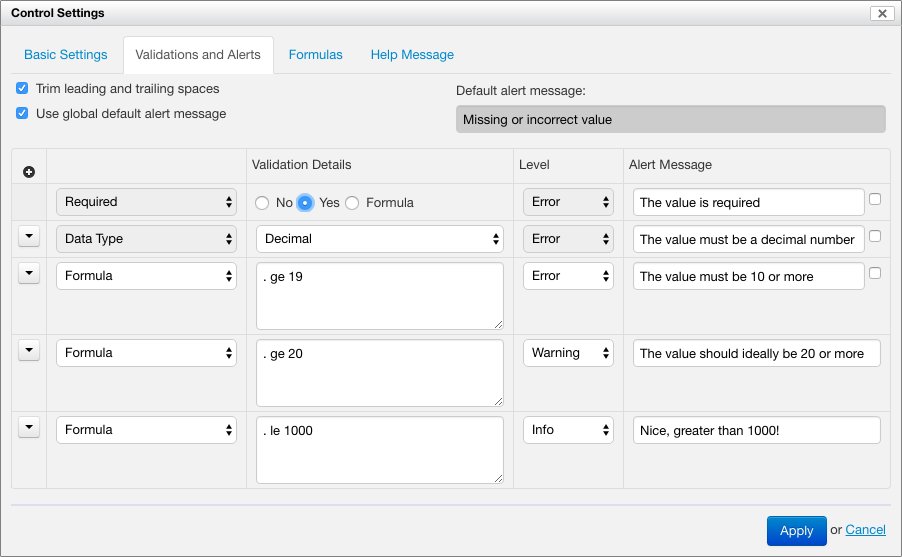 Control Settings
Basic Settings Validations and Alerts Formulas Help Message
Trim leading and trailing spaces Default alert message:
Use global default alert message Missing or incorrect value
Validation Details Level Alert Message
Required No Yes Formula Error The value is required
Data Type Decimal Error The value must be a decimal number
Formula . ge 19 Error The value must be 10 or more
Formula . ge 20 Warning The value should ideally be 20 or more
Formula . le 1000 Info Nice, greater than 1000!
Apply or Cancel